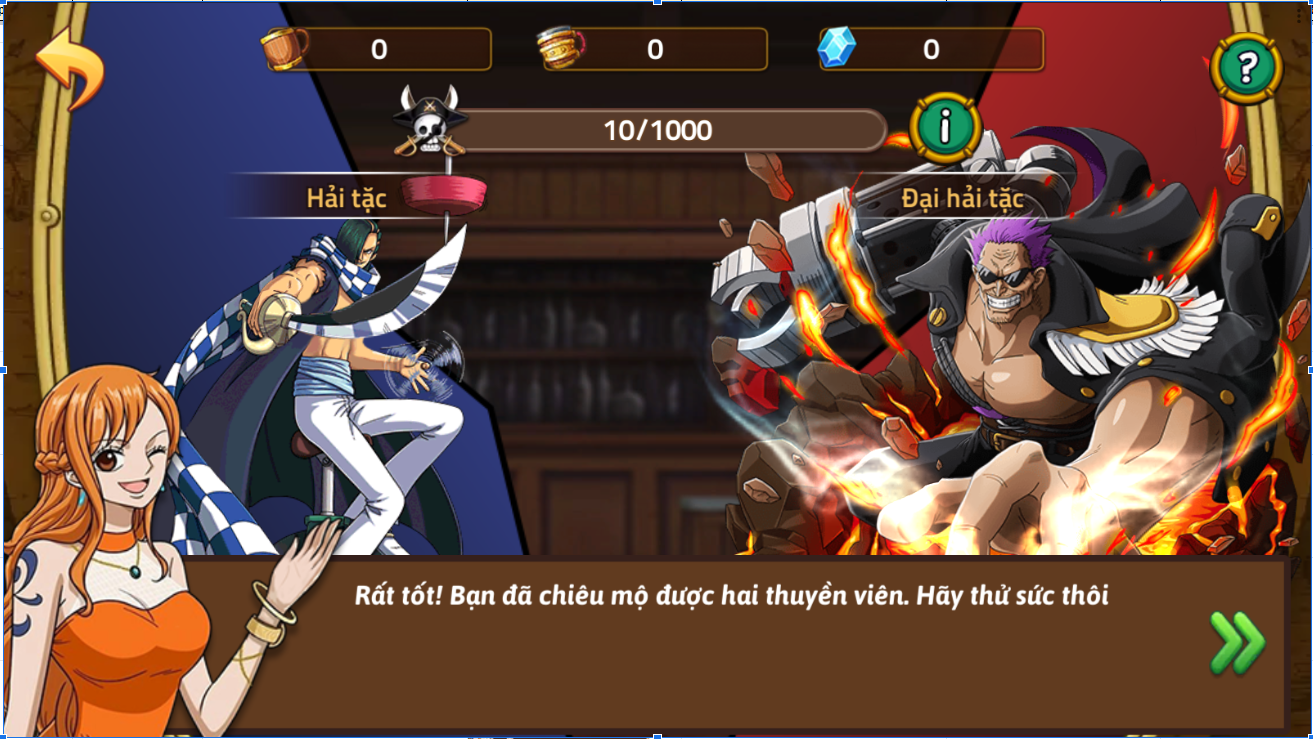 0
0
0
?
10/1000
i
Hải tặc
Đại hải tặc
Rất tốt! Bạn đã chiêu mộ được hai thuyền viên. Hãy thử sức thôi